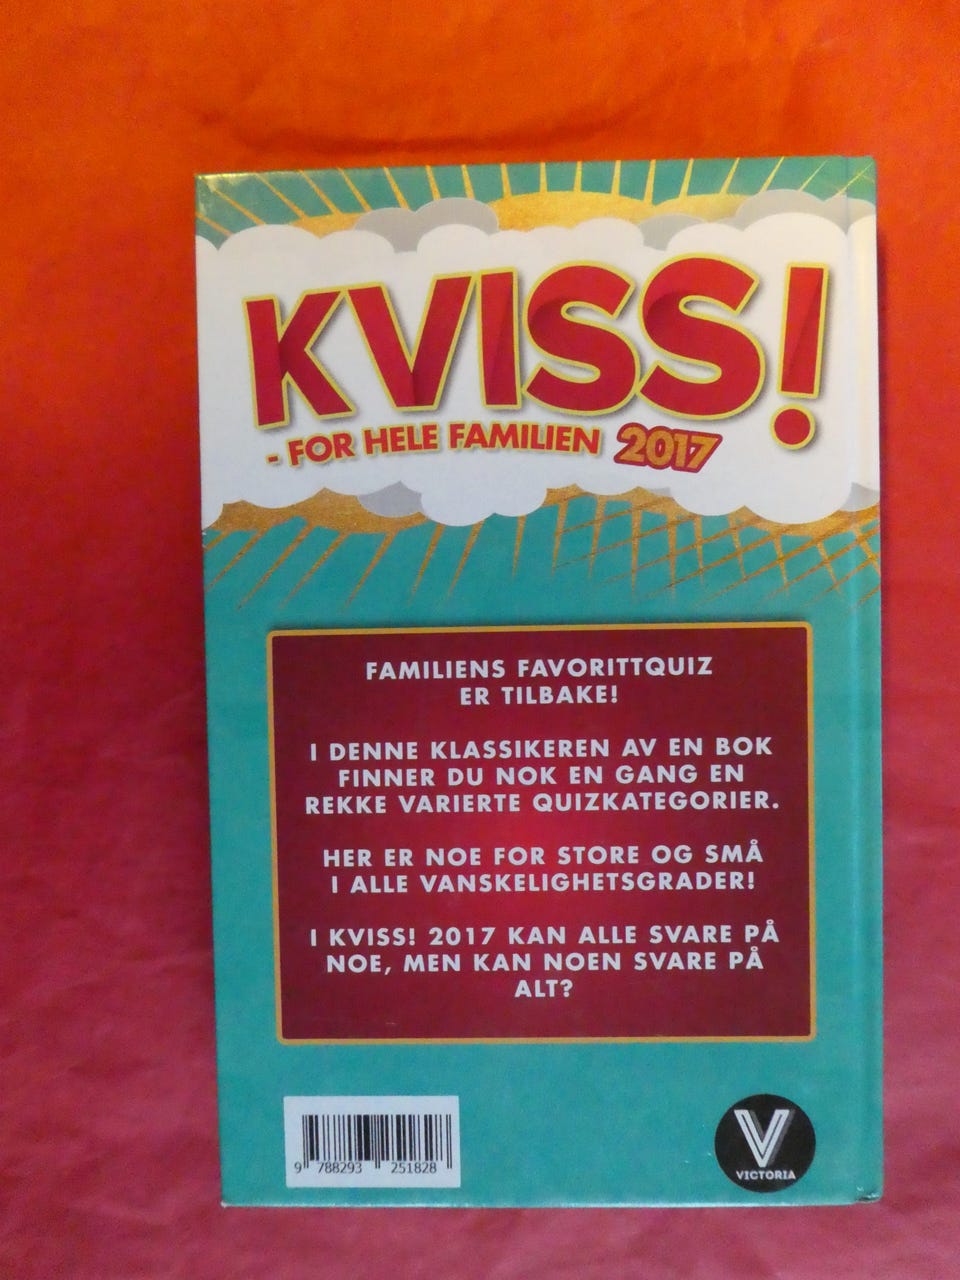 KVISS!
- FOR HELE FAMILIEN 2017
FAMILIENS FAVORITTQUIZ
ER TILBAKE!
I DENNE KLASSIKEREN AV EN BOK
FINNER DU NOK EN GANG EN
REKKE VARIERTE QUIZKATEGORIER.
HER ER NOE FOR STORE OG SMÅ
I ALLE VANSKELIGHETSGRADER!
I KVISS! 2017 KAN ALLE SVARE PÅ
NOE, MEN KAN NOEN SVARE PÅ
ALT?
9 788293 251828
V
VICTORIA